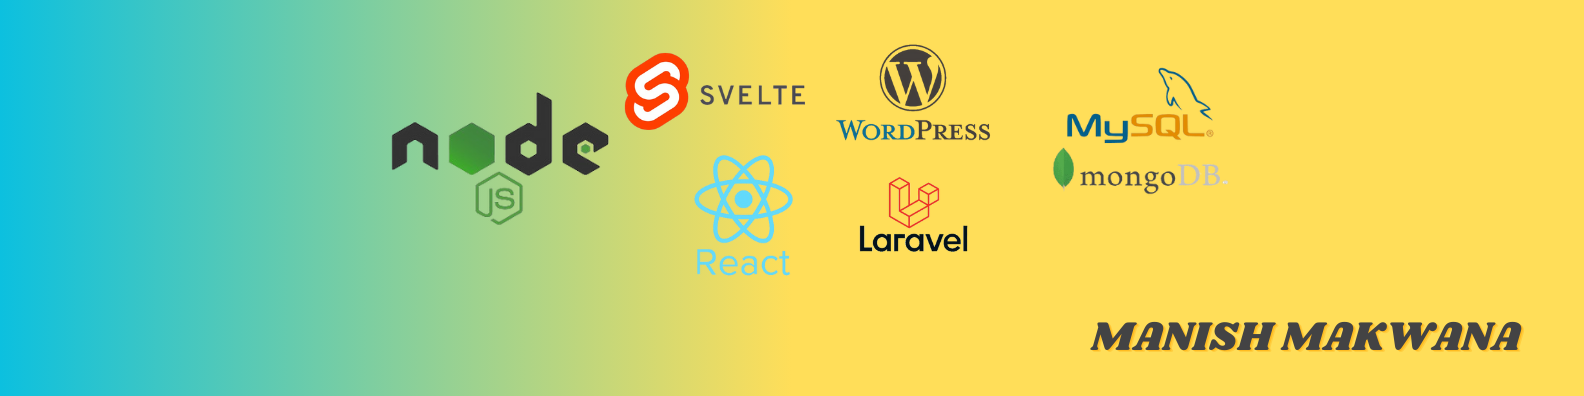 node
JS
SVELTE
React
WORDPRESS
Laravel
MySQL®
mongoDB
MANISH MAKWANA